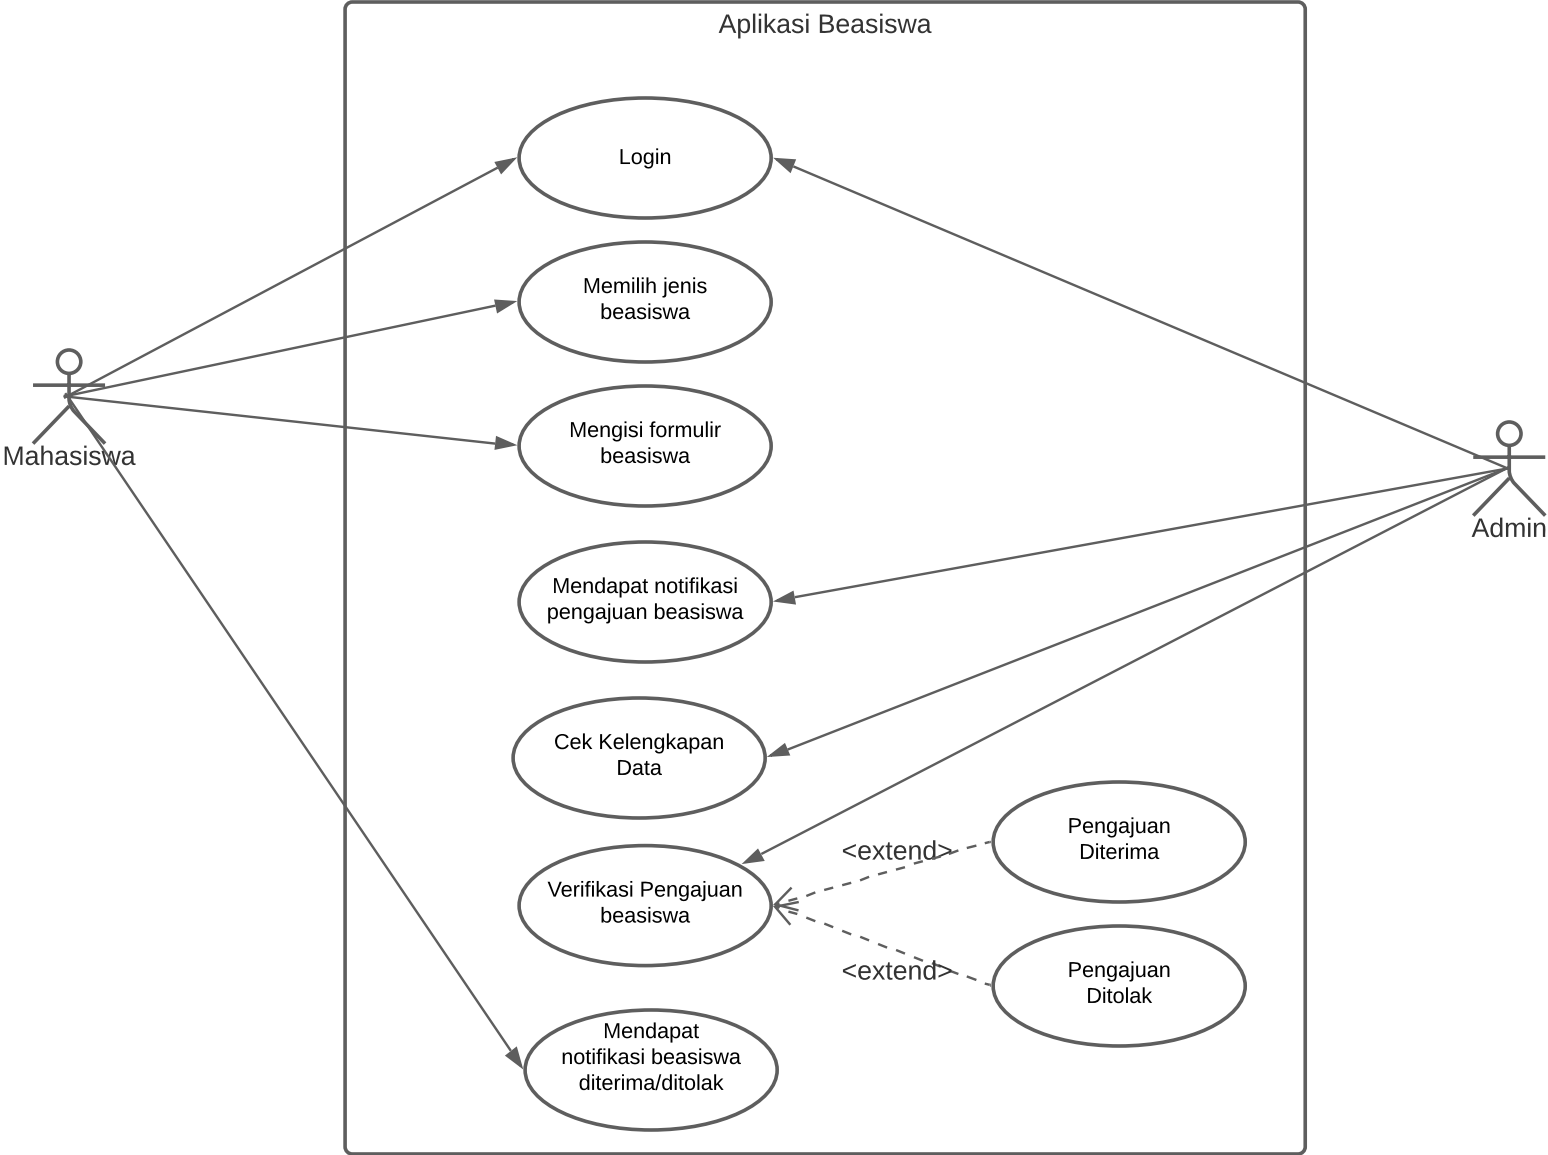 Aplikasi Beasiswa
Login
Memilih jenis
beasiswa
Mengisi formulir
beasiswa
Mahasiswa
Admin
Mendapat notifikasi
pengajuan beasiswa
Cek Kelengkapan
Data
Verifikasi Pengajuan
beasiswa
<extend>
Pengajuan
Diterima
<extend>
Pengajuan
Ditolak
Mendapat
notifikasi beasiswa
diterima/ditolak